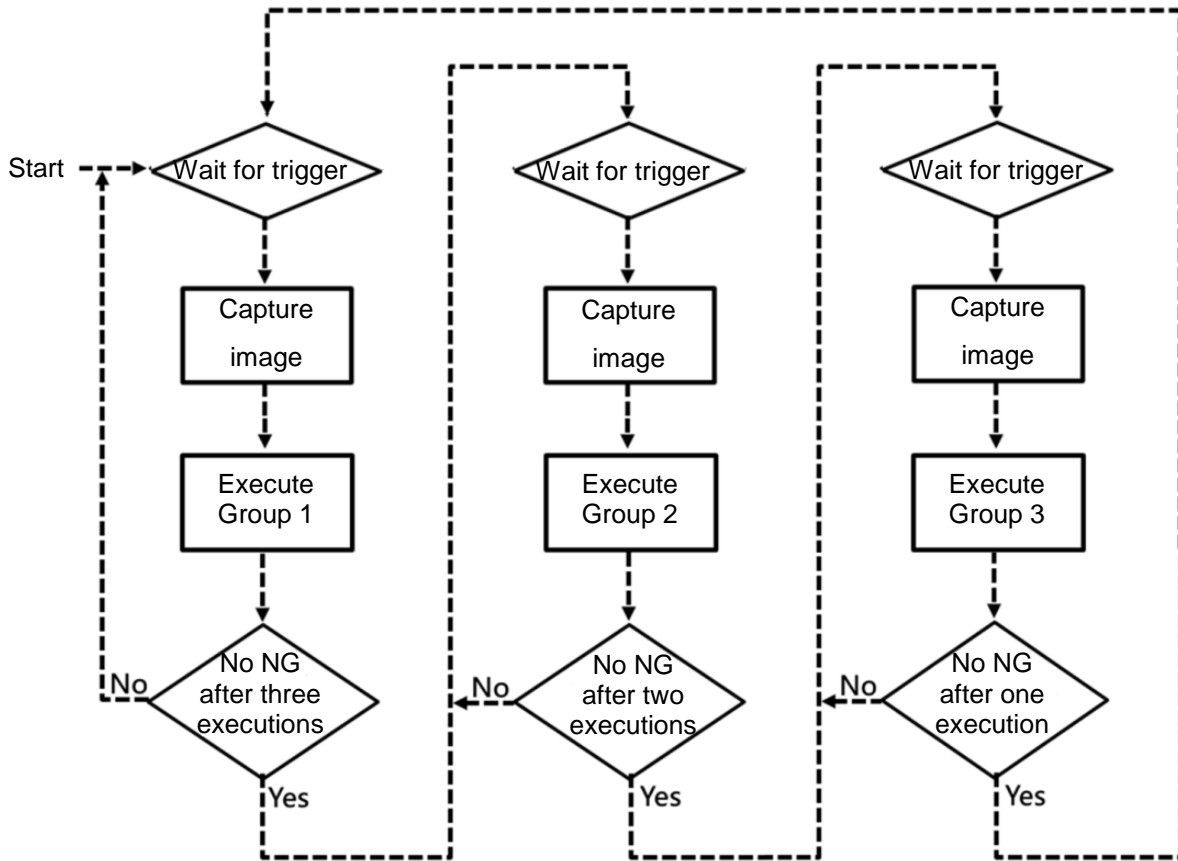 Start
Wait for trigger
Capture
image
Execute
Group 1
No NG
after three
executions
No
Yes
Wait for trigger
Capture
image
Execute
Group 2
No NG
after two
executions
No
Yes
Wait for trigger
Capture
image
Execute
Group 3
No NG
after one
execution
No
Yes